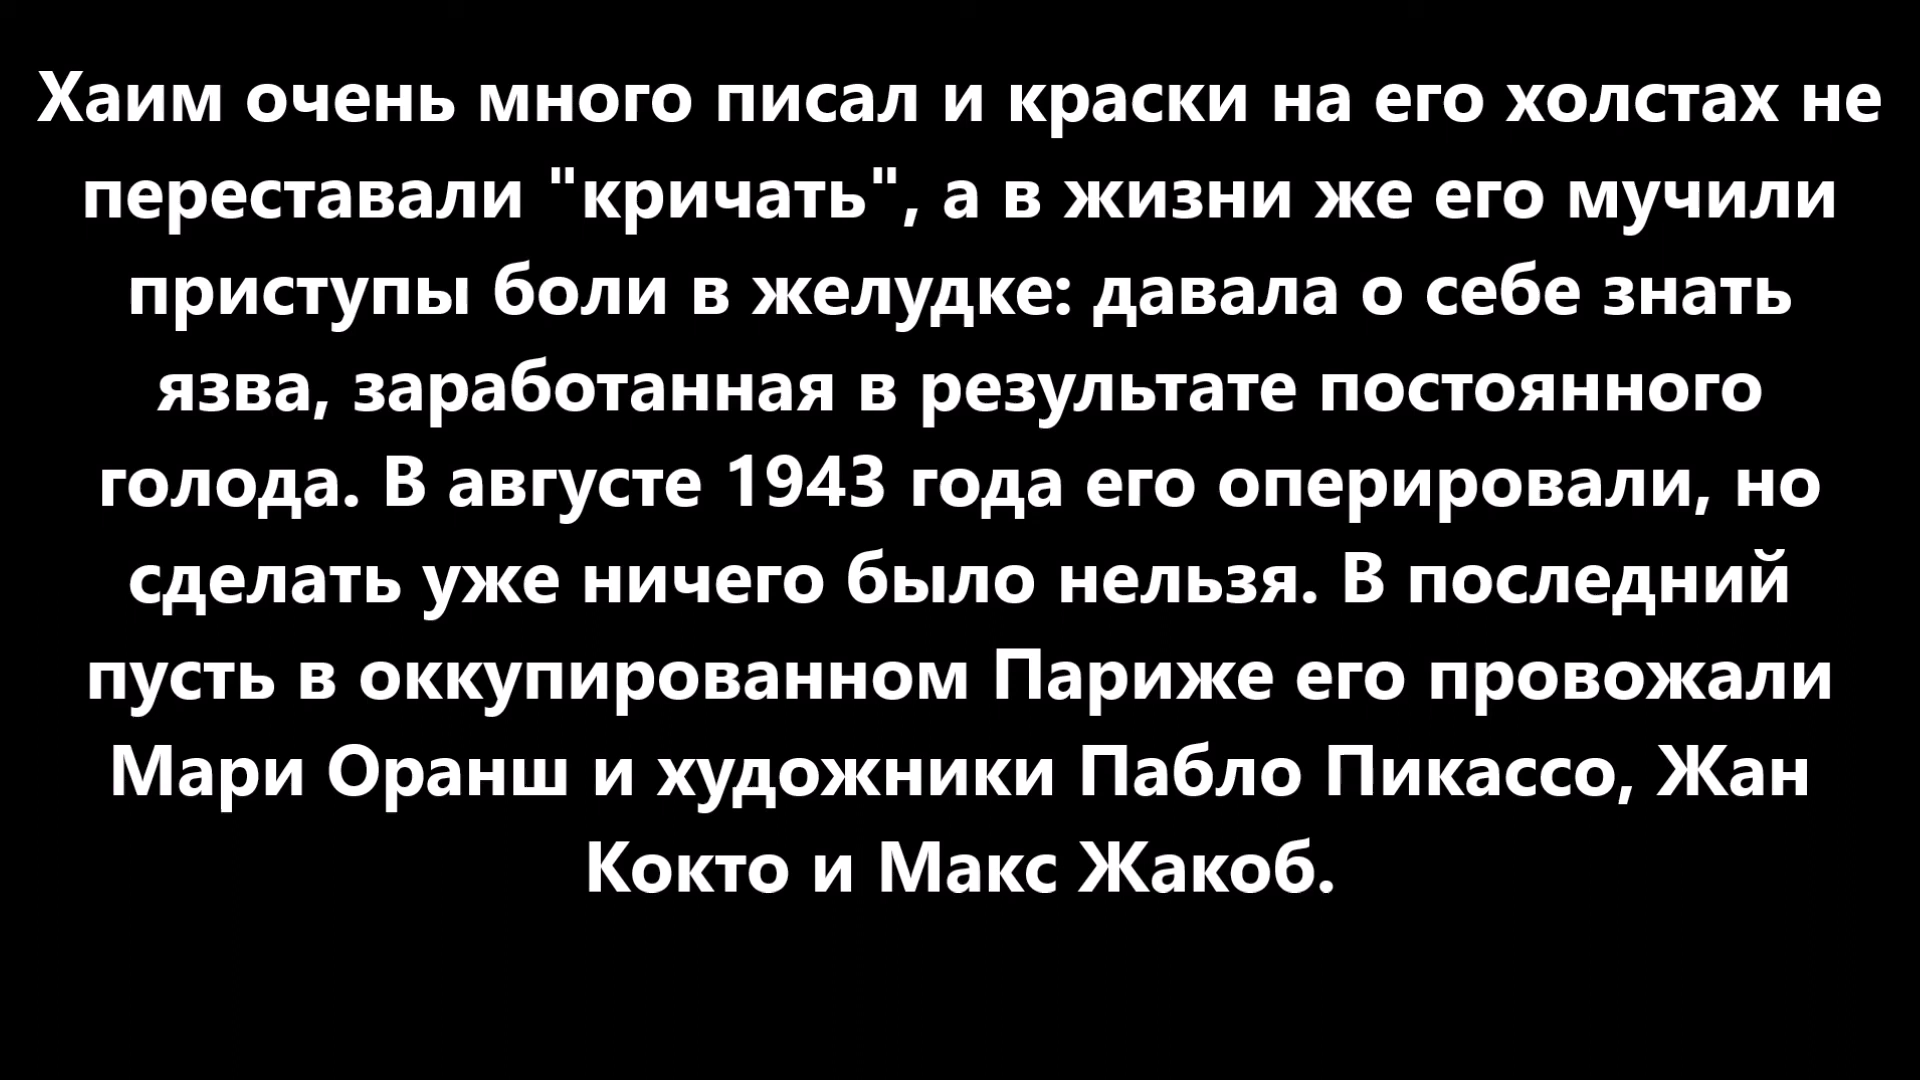 Хаим очень много писал и краски на его холстах не
переставали "кричать", а в жизни же его мучили
приступы боли в желудке: давала о себе знать
язва, заработанная в результате постоянного
голода. В августе 1943 года его оперировали, но
сделать уже ничего было нельзя. В последний
пусть в оккупированном Париже его провожали
Мари Оранш и художники Пабло Пикассо, Жан
Кокто и Макс Жакоб.